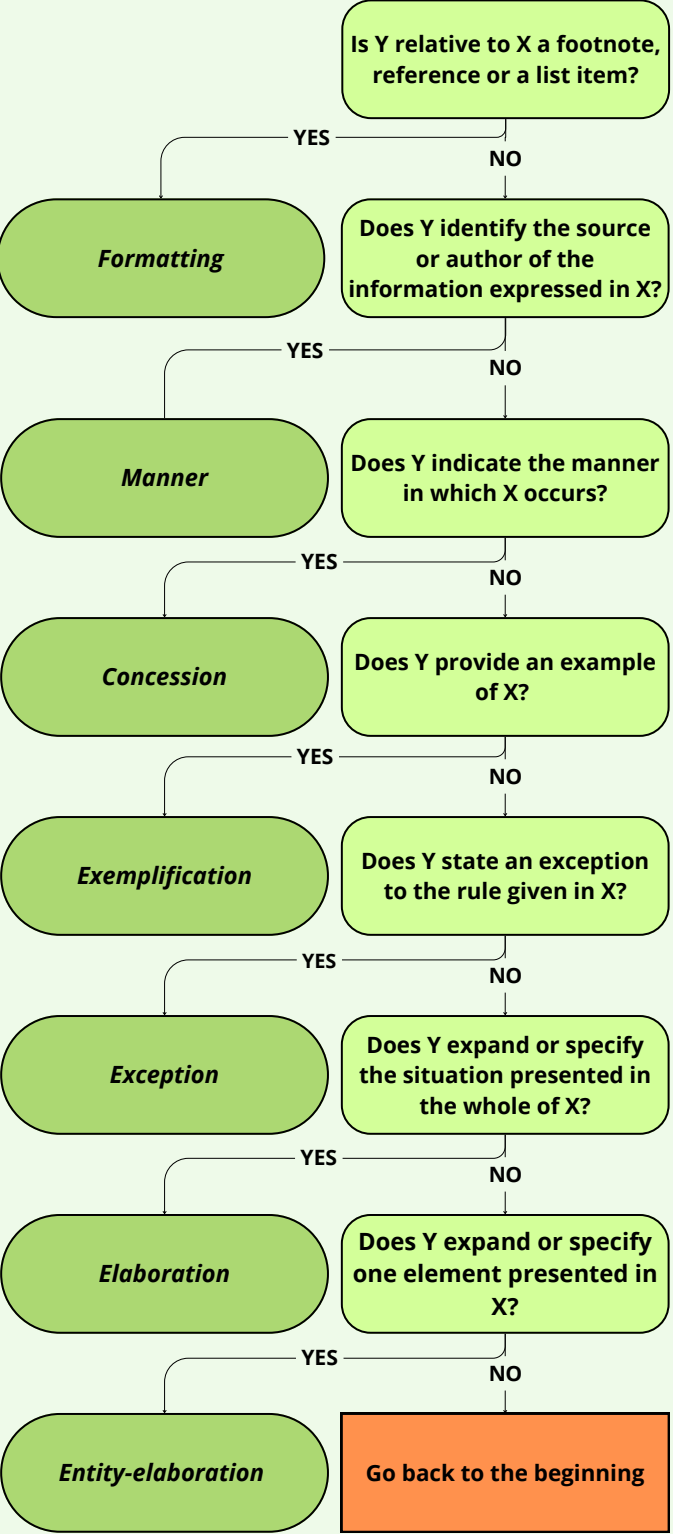 Is Y relative to X a footnote,
reference or a list item?
YES
NO
Formatting
Does Y identify the source
or author of the
information expressed in X?
YES
NO
Manner
Does Y indicate the manner
in which X occurs?
YES
NO
Concession
Does Y provide an example
of X?
YES
NO
Exemplification
Does Y state an exception
to the rule given in X?
YES
NO
Exception
Does Y expand or specify
the situation presented in
the whole of X?
YES
NO
Elaboration
Does Y expand or specify
one element presented in
X?
YES
NO
Entity-elaboration
Go back to the beginning